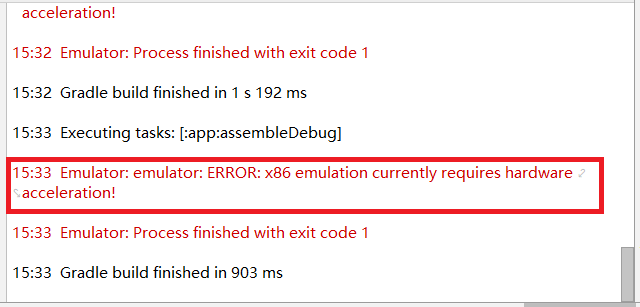 acceleration!
15:32 Emulator: Process finished with exit code 1
15:32 Gradle build finished in 1 s 192 ms
15:33 Executing tasks: [:app:assembleDebug]
15:33 Emulator: emulator: ERROR: x86 emulation currently requires hardware
acceleration!
15:33 Emulator: Process finished with exit code 1
15:33 Gradle build finished in 903 ms